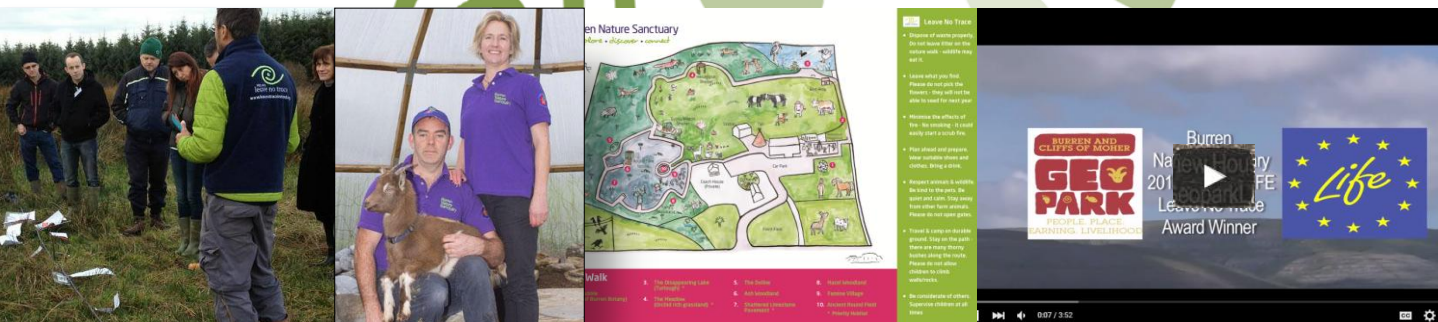 leave no trace
en Nature Sanctuary
explore • discover • connect
Car Park
Walk
3. The Disappearing Lake
(Turlough) *
4. The Meadow
(Orchid rich grassland) *
5. The Doline
6. Ash Woodland
7. Shattered Limestone
Pavement *
8. Hazel Woodland
9. Famine Village
10. Ancient Round Field
* Priority Habitat
Leave No Trace
• Dispose of waste properly.
Do not leave litter on the
nature walk - wildlife may
eat it.
• Leave what you find.
Please do not pick the
flowers - they will not be
able to seed for next year
• Minimise the effects of
fire - No smoking - it could
easily start a scrub fire.
• Plan ahead and prepare.
Wear suitable shoes and
clothes. Bring a drink.
• Respect animals & wildlife.
Be kind to the pets. Be
quiet and calm. Stay away
from other farm animals.
Please do not open gates.
• Travel & camp on durable
ground. Stay on the path -
there are many thorny
bushes along the route.
Please do not allow
children to climb
walls/rocks.
• Be considerate of others.
Supervise children at all
times
BURREN AND
CLIFFS OF MOHER
GEO
PARK
PEOPLE. PLACE.
LEARNING. LIVELIHOOD
Burren
Leave No Trace
Award Winner
Life
0:07 / 3:52
CC